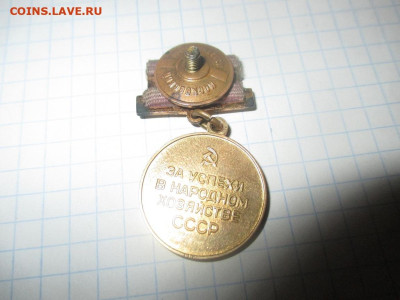 COINS.LAVE.RU
ЗА УСПЕХИ
В НАРОДНОМ
ХОЗЯЙСТВЕ
СССР